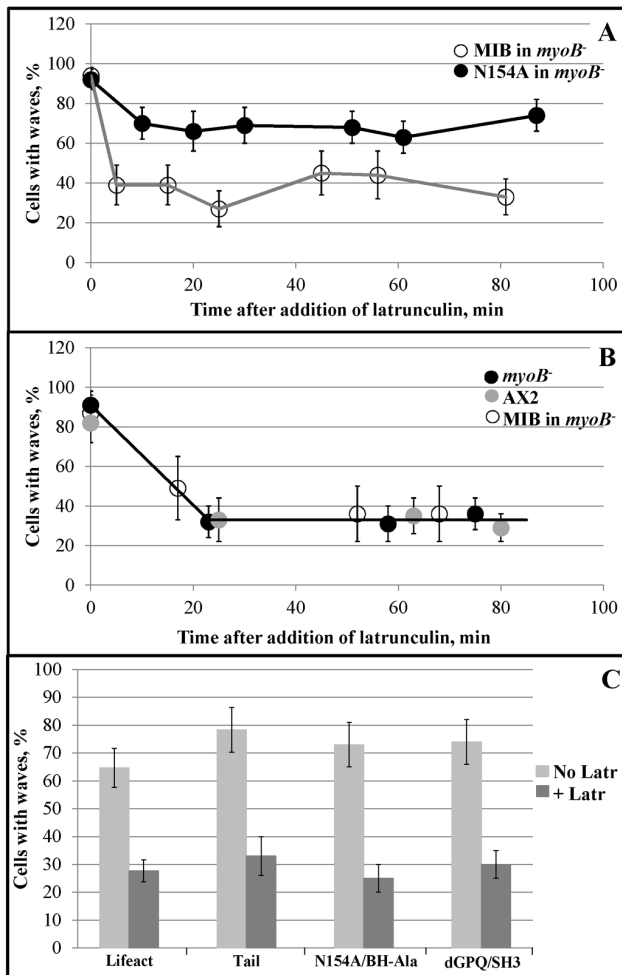 A
120
100
80
60
40
20
0
Cells with waves, %
MIB in myoB-
N154A in myoB-
0 20 40 60 80 100
Time after addition of latrunculin, min
B
120
100
80
60
40
20
0
Cells with waves, %
myoB-
AX2
MIB in myoB-
0 20 40 60 80 100
Time after addition of latrunculin, min
C
100
90
80
70
60
50
40
30
20
10
0
Cells with waves, %
No Latr
+ Latr
Lifeact Tail N154A/BH-Ala dGPQ/SH3